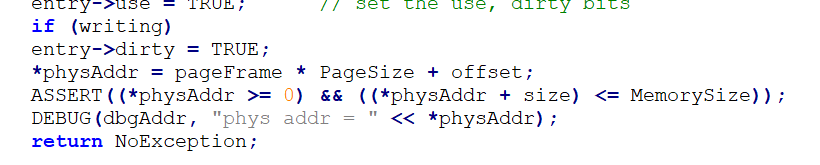 entry->use = TRUE; // set the use, dirty bits
if (writing)
entry->dirty = TRUE;
*physAddr = pageFrame * PageSize + offset;
ASSERT((*physAddr >= 0) && ((*physAddr + size) <= MemorySize));
DEBUG(dbgAddr, "phys addr = " << *physAddr);
return NoException;